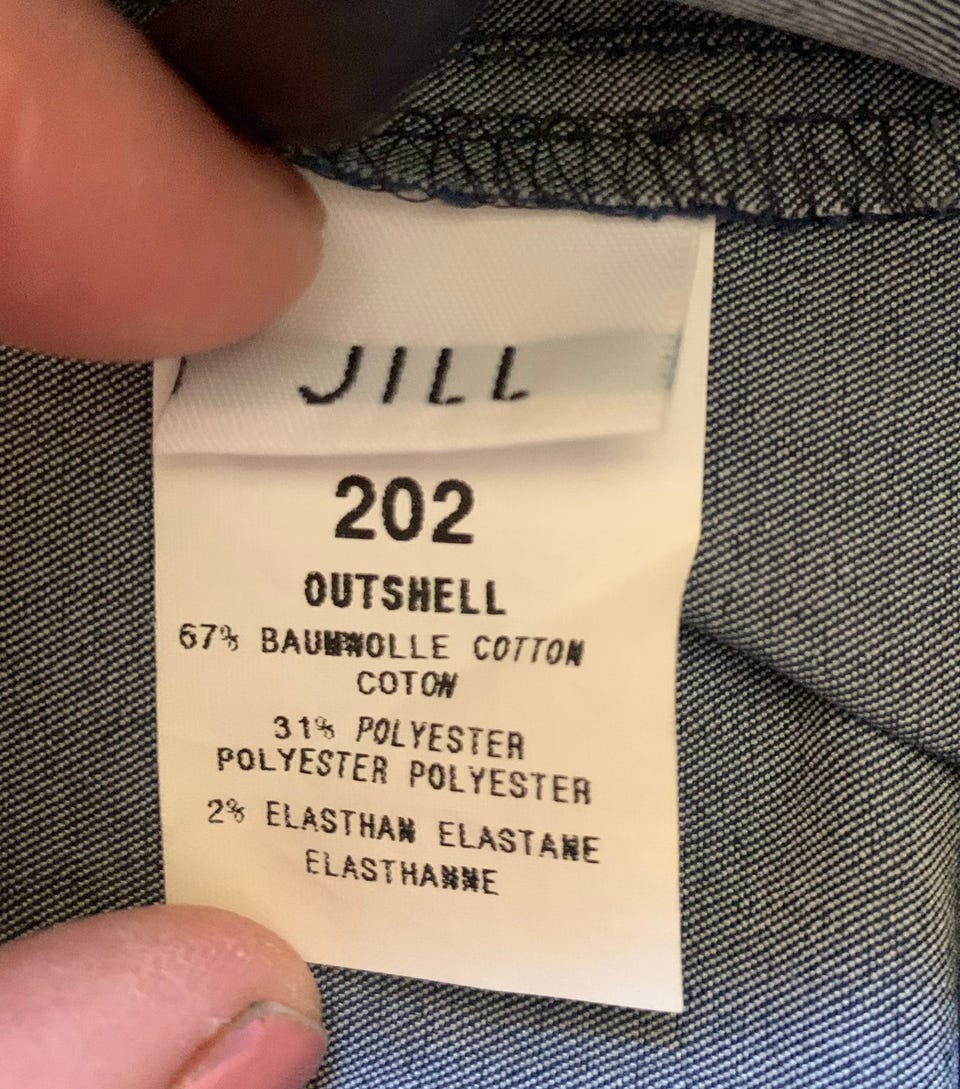 JILL
202
OUTSHELL
67% BAUMWOLLE COTTON
COTON
31% POLYESTER
POLYESTER POLYESTER
2% ELASTHAN ELASTANE
ELASTHANNE